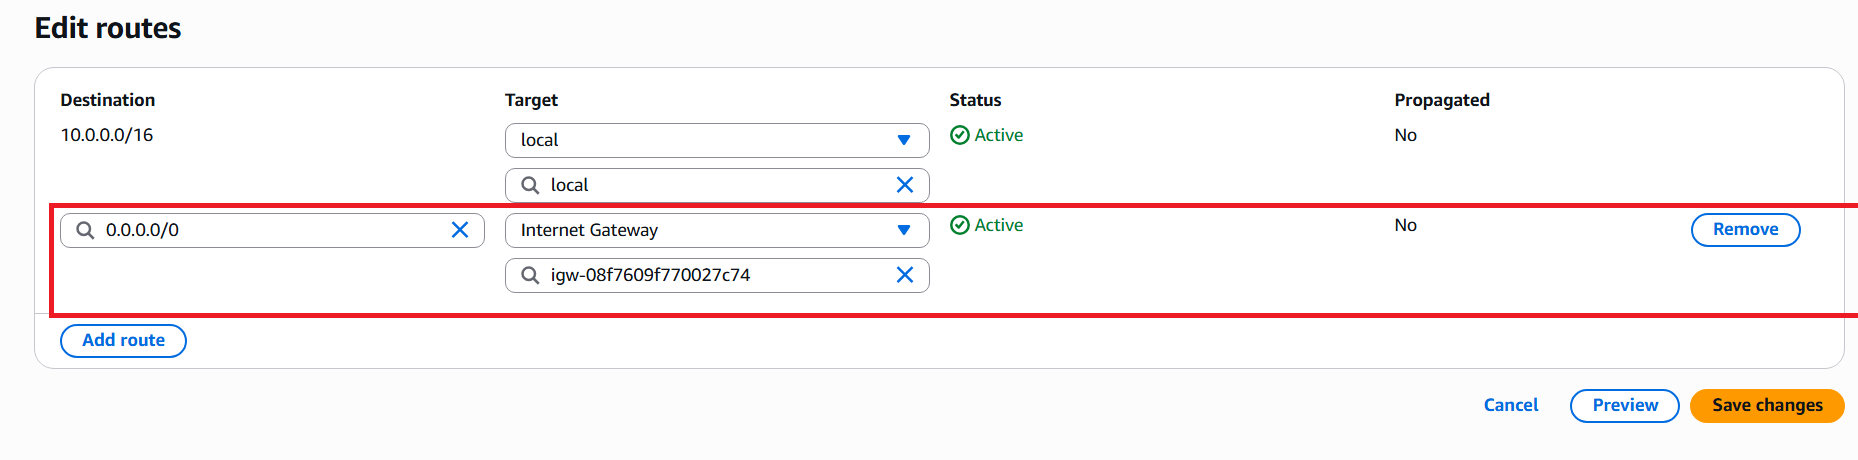 Edit routes
Destination Target Status Propagated
10.0.0.0/16 local Active No
local
0.0.0.0/0 Internet Gateway Active No Remove
igw-08f7609f770027c74
Add route
Cancel Preview Save changes